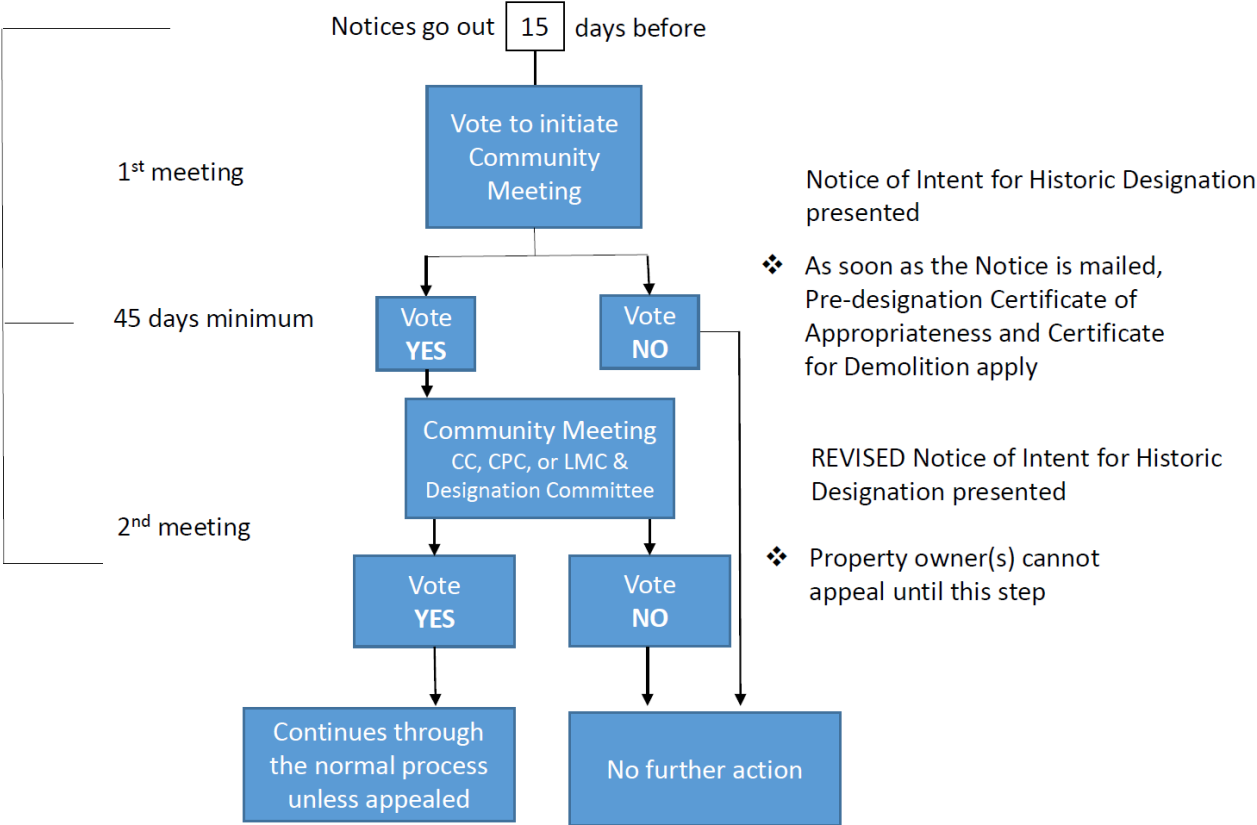 Notices go out 15 days before
Vote to initiate
Community
Meeting
1st meeting
Notice of Intent for Historic Designation
presented
❖ As soon as the Notice is mailed,
Pre-designation Certificate of
Appropriateness and Certificate
for Demolition apply
45 days minimum
Vote
YES
Vote
NO
Community Meeting
CC, CPC, or LMC &
Designation Committee
REVISED Notice of Intent for Historic
Designation presented
2nd meeting
❖ Property owner(s) cannot
appeal until this step
Vote
YES
Vote
NO
Continues through
the normal process
unless appealed
No further action